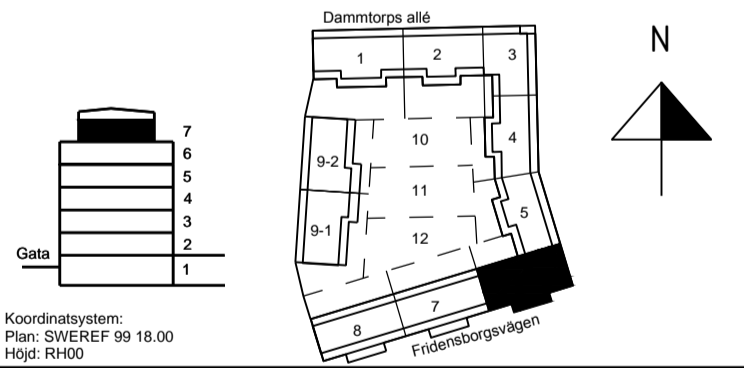 Dammtorps allé
N
1
2
3
7
6
5
4
3
2
1
Gata
10
4
9-2
11
5
9-1
12
7
8
Fridensborgsvägen
Koordinatsystem:
Plan: SWEREF 99 18.00
Höjd: RH00